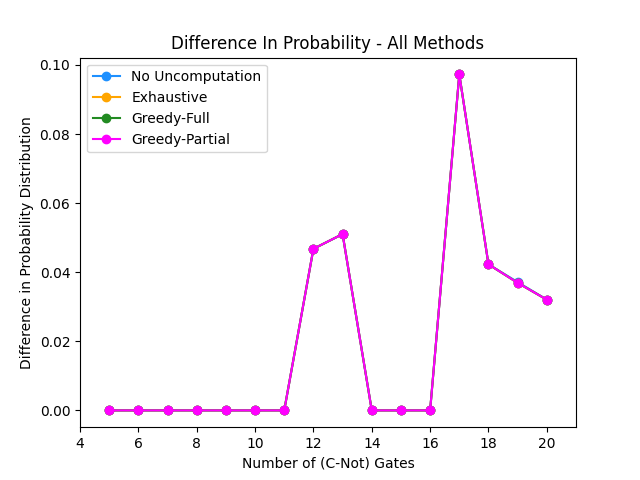 Difference In Probability - All Methods
No Uncomputation
Exhaustive
Greedy-Full
Greedy-Partial
Difference in Probability Distribution
0.10
0.08
0.06
0.04
0.02
0.00
4 6 8 10 12 14 16 18 20
Number of (C-Not) Gates